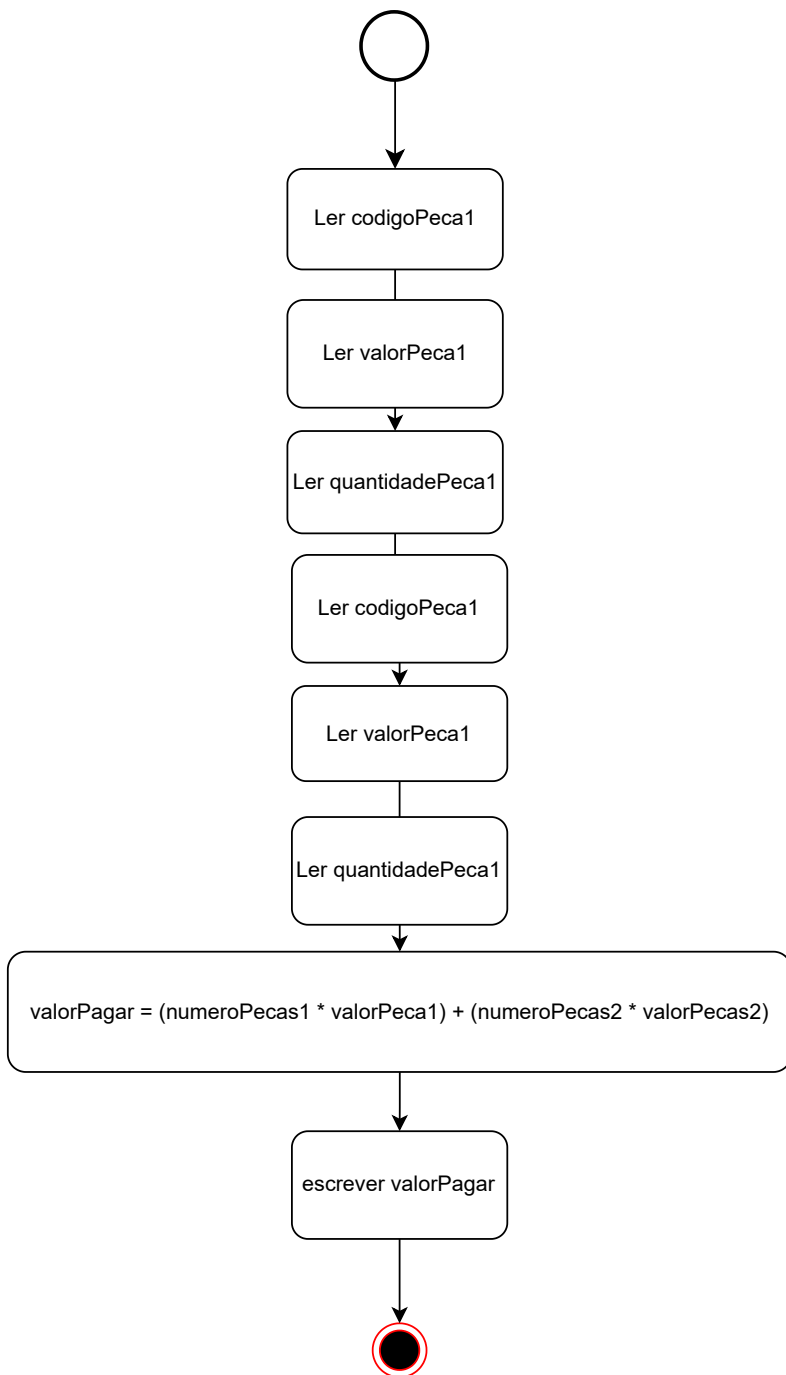 Ler codigoPeca1
Ler valorPeca1
Ler quantidadePeca1
Ler codigoPeca1
Ler valorPeca1
Ler quantidadePeca1
valorPagar = (numeroPecas1 * valorPeca1) + (numeroPecas2 * valorPecas2)
escrever valorPagar